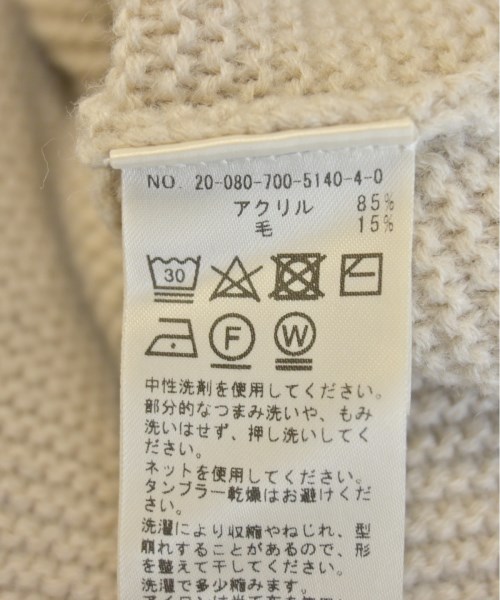 NO. 20-080-700-5140-4-0
アクリル 85%
毛 15%
30
F W
中性洗剤を使用してください。
部分的なつまみ洗いや、もみ
洗いはせず、押し洗いしてく
ださい。
ネットを使用してください。
タンブラー乾燥はお避けくだ
さい。
洗濯により収縮やねじれ、型
崩れすることがあるので、形
を整えて干してください。
洗濯で多少縮みます。